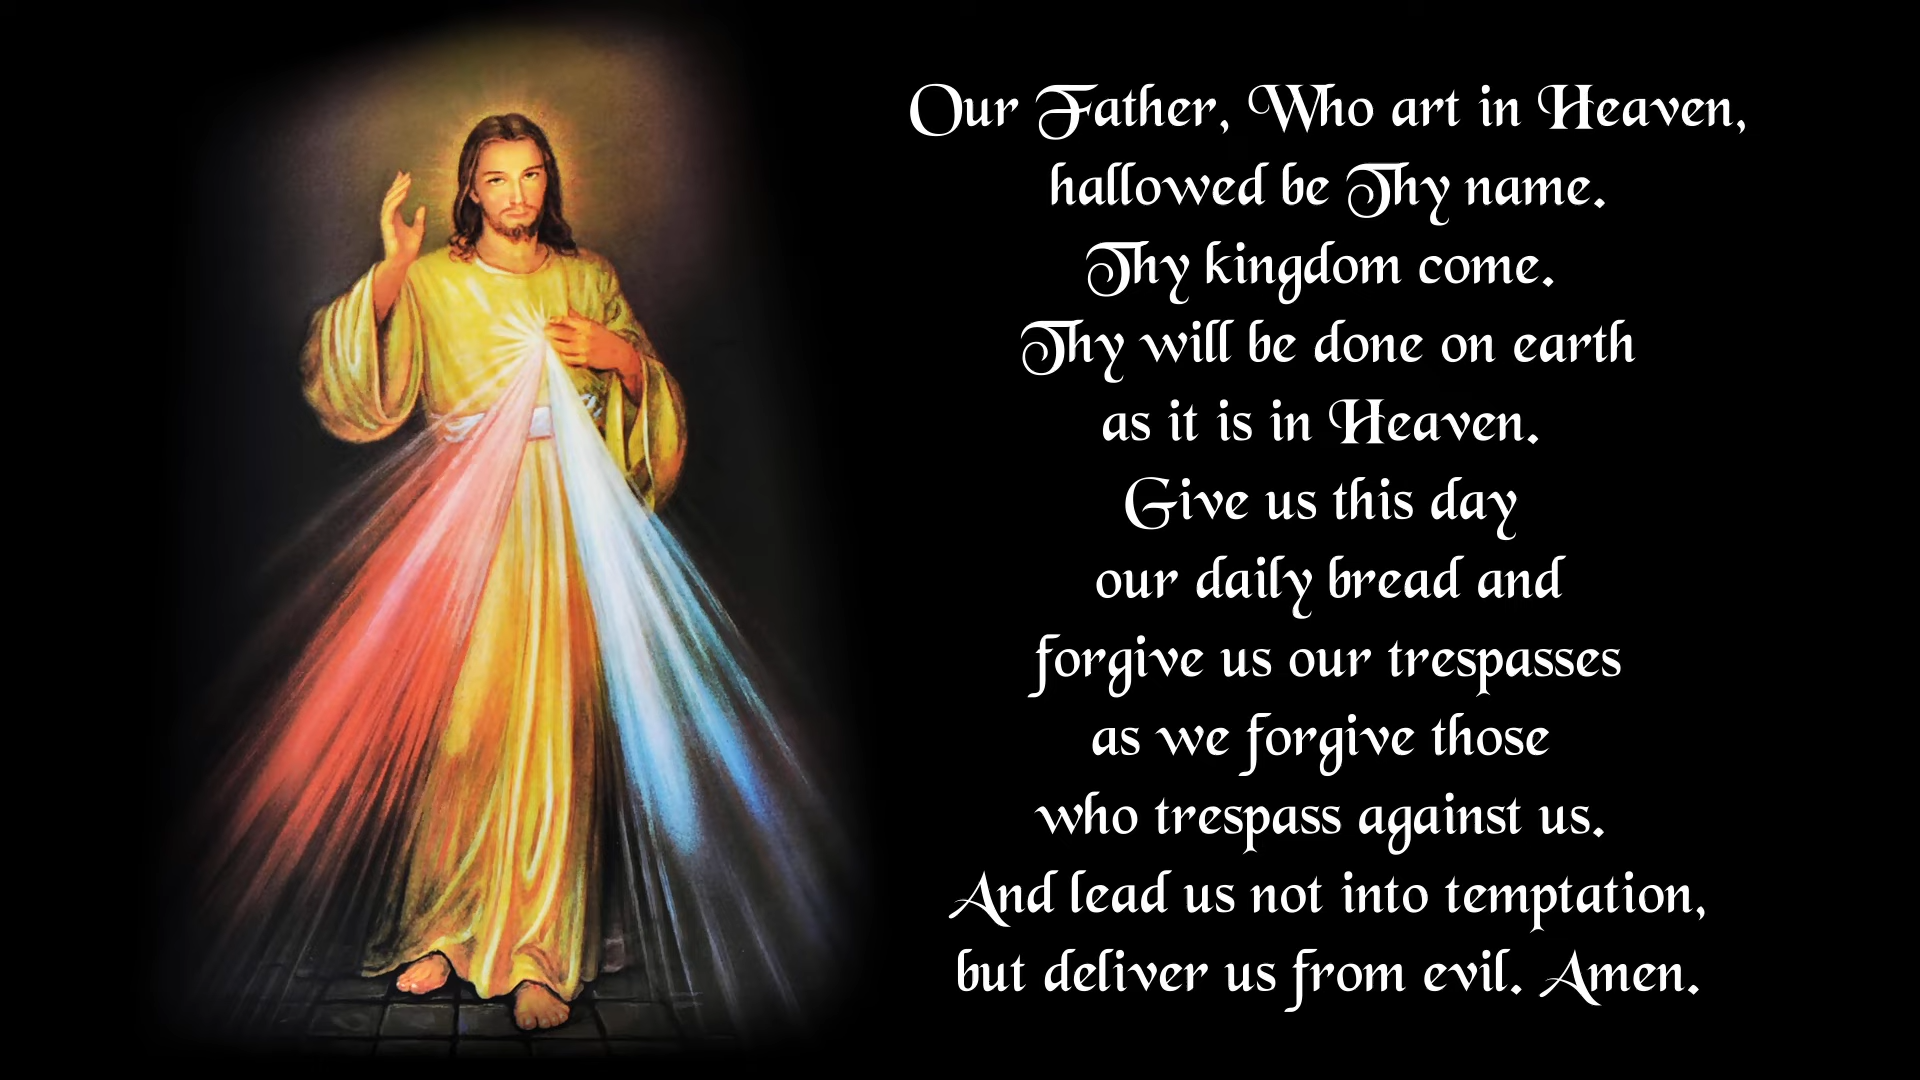 Our Father, Who art in Heaven,
hallowed be Thy name.
Thy kingdom come.
Thy will be done on earth
as it is in Heaven.
Give us this day
our daily bread and
forgive us our trespasses
as we forgive those
who trespass against us.
And lead us not into temptation,
but deliver us from evil. Amen.